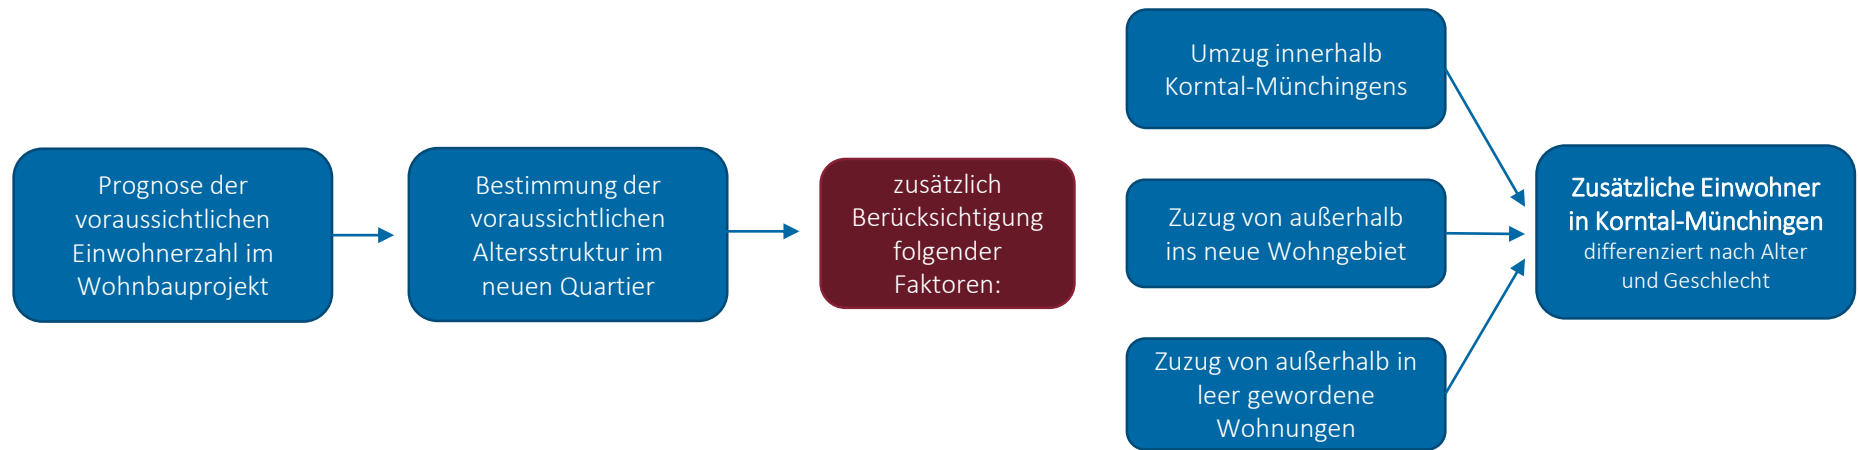 Prognose der
voraussichtlichen
Einwohnerzahl im
Wohnbauprojekt
Bestimmung der
voraussichtlichen
Altersstruktur im
neuen Quartier
zusätzlich
Berücksichtigung
folgender
Faktoren:
Umzug innerhalb
Korntal-Münchingens
Zuzug von außerhalb
ins neue Wohngebiet
Zuzug von außerhalb in
leer gewordene
Wohnungen
Zusätzliche Einwohner
in Korntal-Münchingen
differenziert nach Alter
und Geschlecht